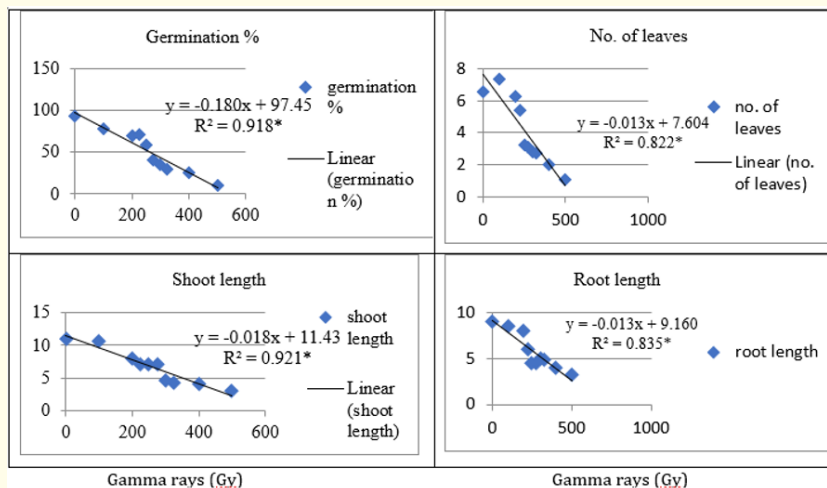 Germination %
150
100
50
0
0 200 400 600
y = -0.180x + 97.45
R² = 0.918*
germination
%
Linear
(germinatio
n %)
No. of leaves
8
6
4
2
0
0 500 1000
y = -0.013x + 7.604
R² = 0.822*
no. of
leaves
Linear (no.
of leaves)
Shoot length
15
10
5
0
0 200 400 600
y = -0.018x + 11.43
R² = 0.921*
shoot
length
Linear
(shoot
length)
Root length
10
5
0
0 500 1000
y = -0.013x + 9.160
R² = 0.835*
root length
Gamma rays (Gy)
Gamma rays (Gy)